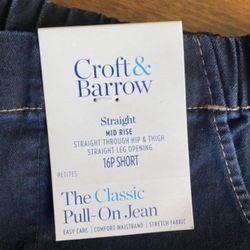 Croft &
Barrow
Straight
MID RISE
STRAIGHT THROUGH HIP & THIGH
STRAIGHT LEG OPENING
16P SHORT
PETITES
The Classic
Pull-On Jean
EASY CARE | COMFORT WAISTBAND | STRETCH FABRIC